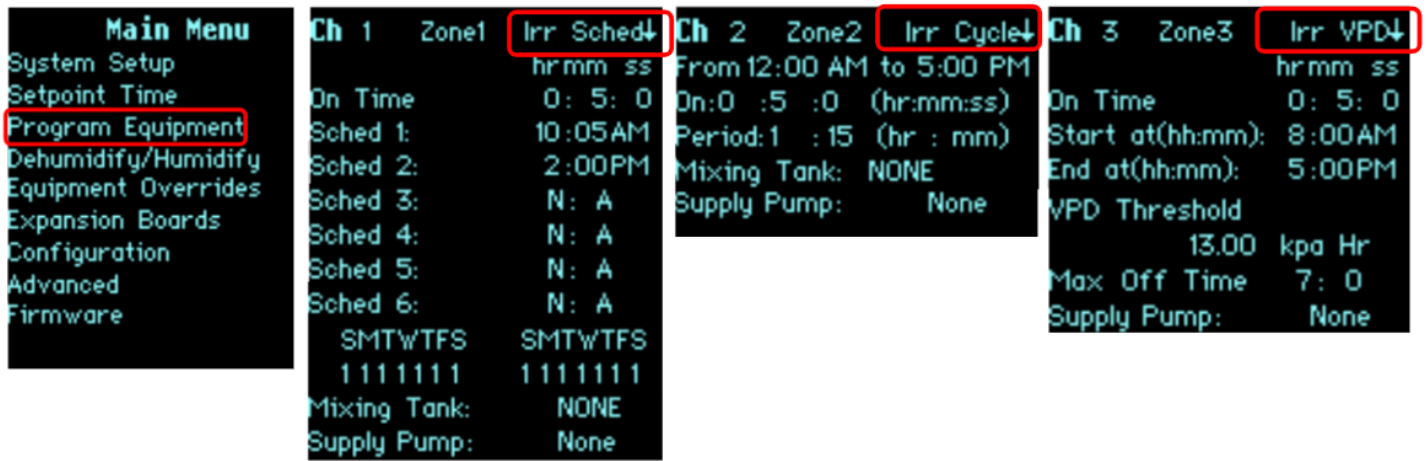 Main Menu
System Setup
Setpoint Time
Program Equipment
Dehumidify/Humidify
Equipment Overrides
Expansion Boards
Configuration
Advanced
Firmware
Ch 1 Zone1 Irr Sched↓
hrmm ss
On Time 0: 5: 0
Sched 1: 10:05AM
Sched 2: 2:00PM
Sched 3: N: A
Sched 4: N: A
Sched 5: N: A
Sched 6: N: A
SMTWTFS SMTWTFS
1111111 1111111
Mixing Tank: NONE
Supply Pump: None
Ch 2 Zone2 Irr Cycle↓
From 12:00 AM to 5:00 PM
On:0 :5 :0 (hr:mm:ss)
Period:1 :15 (hr : mm)
Mixing Tank: NONE
Supply Pump: None
Ch 3 Zone3 Irr VPD↓
hrmm ss
On Time 0: 5: 0
Start at(hh:mm): 8:00AM
End at(hh:mm): 5:00PM
VPD Threshold
13.00 kpa Hr
Max Off Time 7: 0
Supply Pump: None